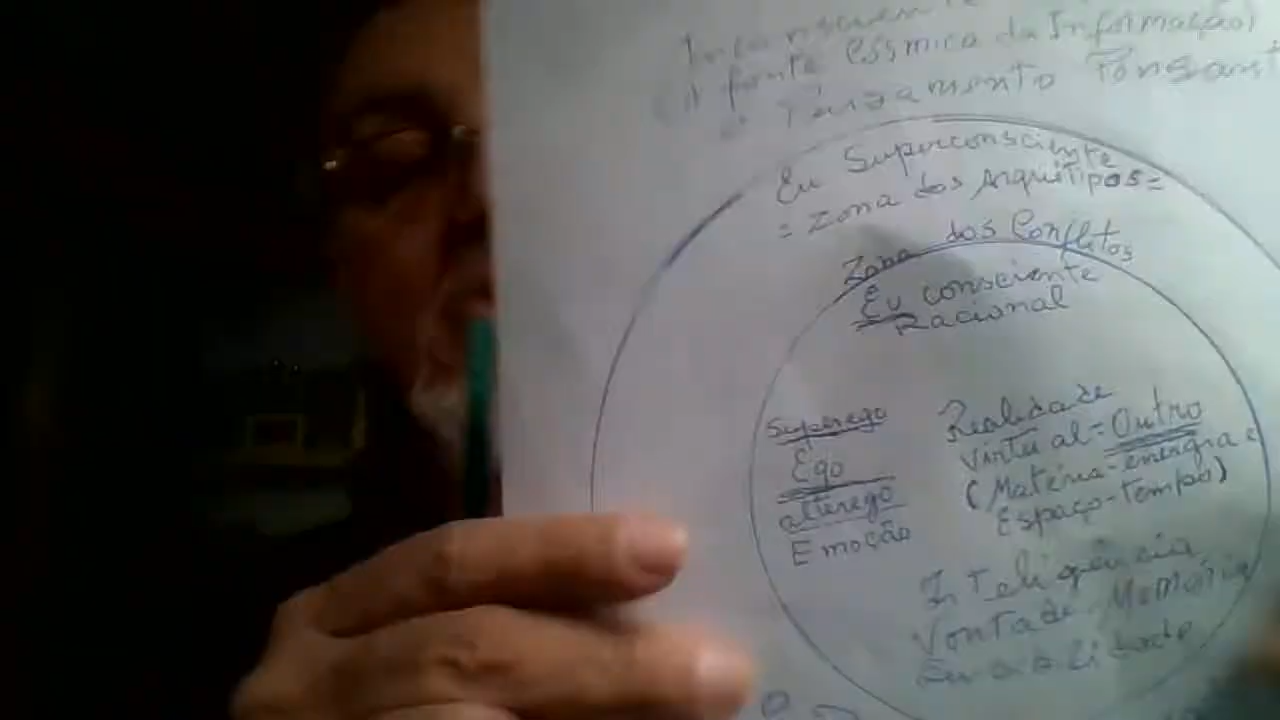 Inconsciente
(A fonte Cósmica da Informação)
o Pensamento Pensant
Eu Superconsciente
= Zona dos Arquétipos =
Zona dos Conflitos
Eu consciente
Racional
Superego
Ego
alterego
Emoção
Realidade
virtual = Outro
(Matéria-energia e
Espaço-tempo)
Inteligência
Vontade-Memória